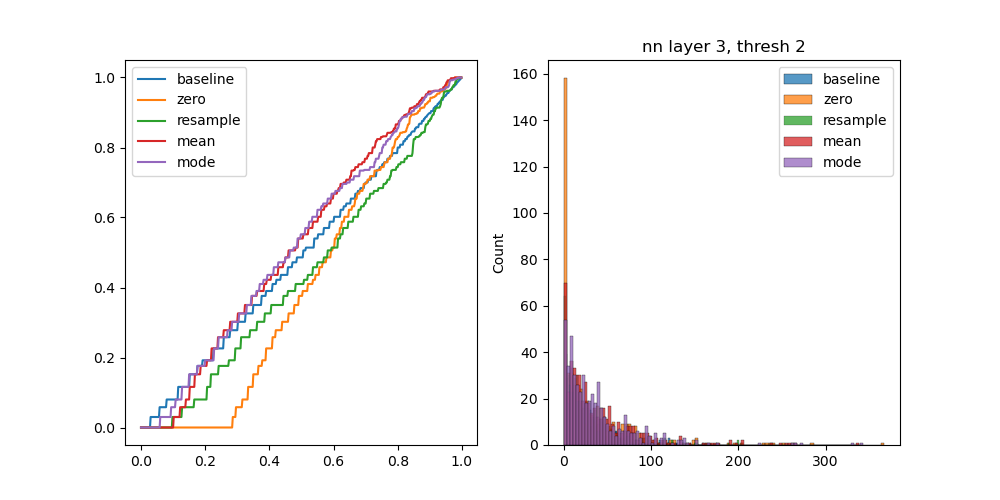 nn layer 3, thresh 2
baseline
zero
resample
mean
mode
1.0
0.8
0.6
0.4
0.2
0.0
0.0 0.2 0.4 0.6 0.8 1.0
baseline
zero
resample
mean
mode
Count
160
140
120
100
80
60
40
20
0
0 100 200 300